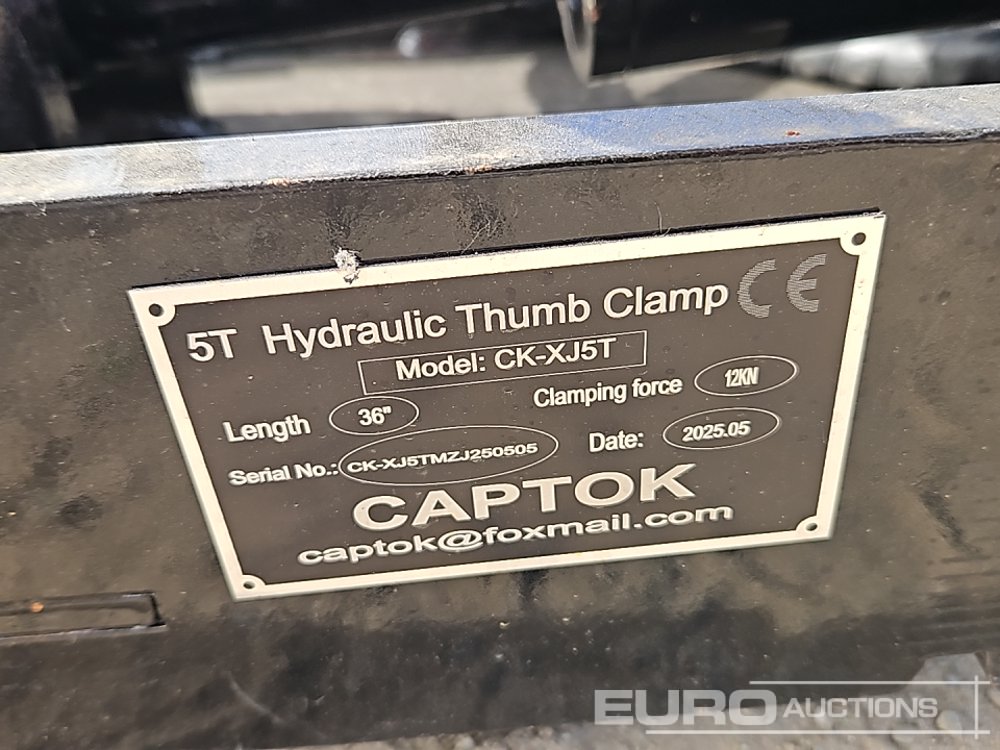 5T Hydraulic Thumb Clamp CE
Model: CK-XJ5T
Length 36" Clamping force 12KN
Serial No.: CK-XJ5TMZJ250505 Date: 2025.05
CAPTOK
captok@foxmail.com
EURO AUCTIONS